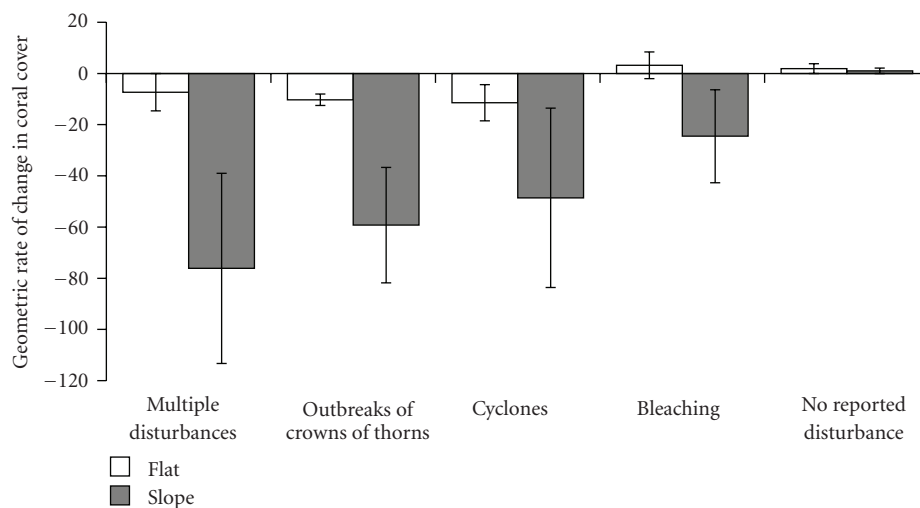 Geometric rate of change in coral cover
20
0
−20
−40
−60
−80
−100
−120
Multiple
disturbances
Outbreaks of
crowns of thorns
Cyclones
Bleaching
No reported
disturbance
Flat
Slope